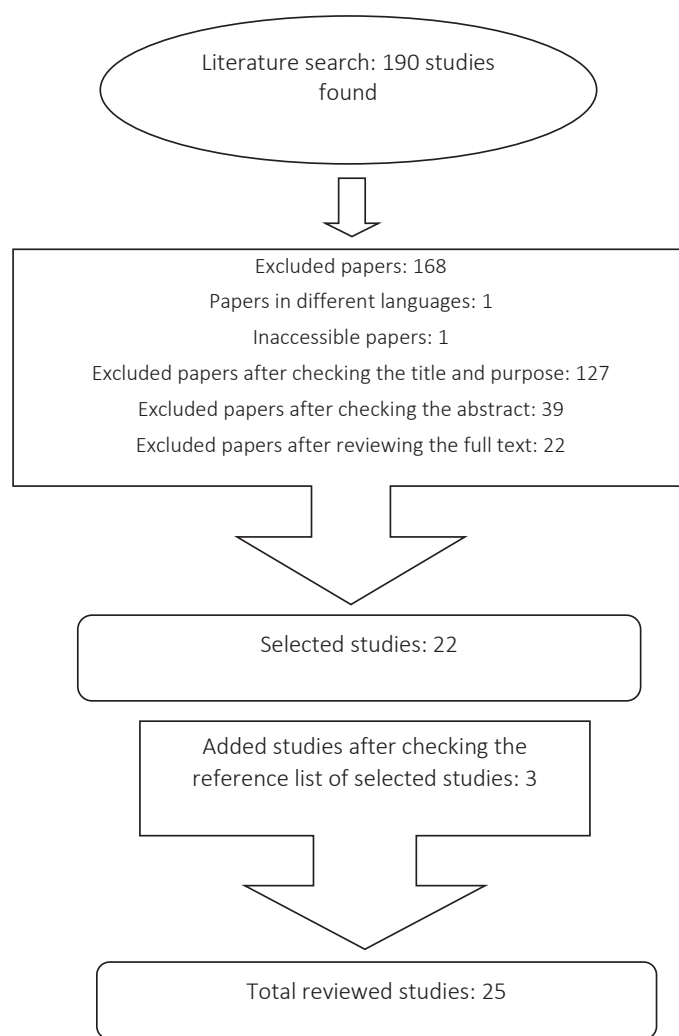 Literature search: 190 studies
found
Excluded papers: 168
Papers in different languages: 1
Inaccessible papers: 1
Excluded papers after checking the title and purpose: 127
Excluded papers after checking the abstract: 39
Excluded papers after reviewing the full text: 22
Selected studies: 22
Added studies after checking the
reference list of selected studies: 3
Total reviewed studies: 25